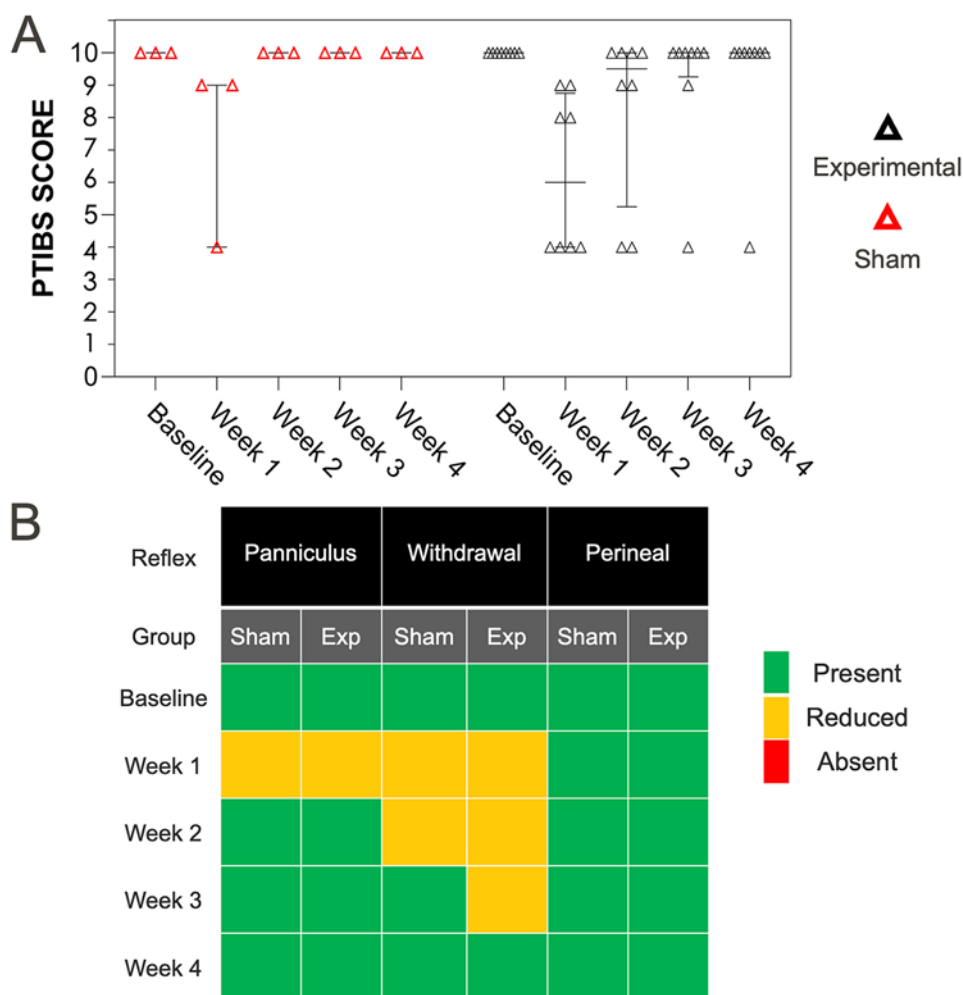 A
PTIBS SCORE
10
9
8
7
6
5
4
3
2
1
0
Baseline
Week 1
Week 2
Week 3
Week 4
Baseline
Week 1
Week 2
Week 3
Week 4
Experimental
Sham
B
Reflex Panniculus Withdrawal Perineal
Group Sham Exp Sham Exp Sham Exp
Baseline
Week 1
Week 2
Week 3
Week 4
Present
Reduced
Absent